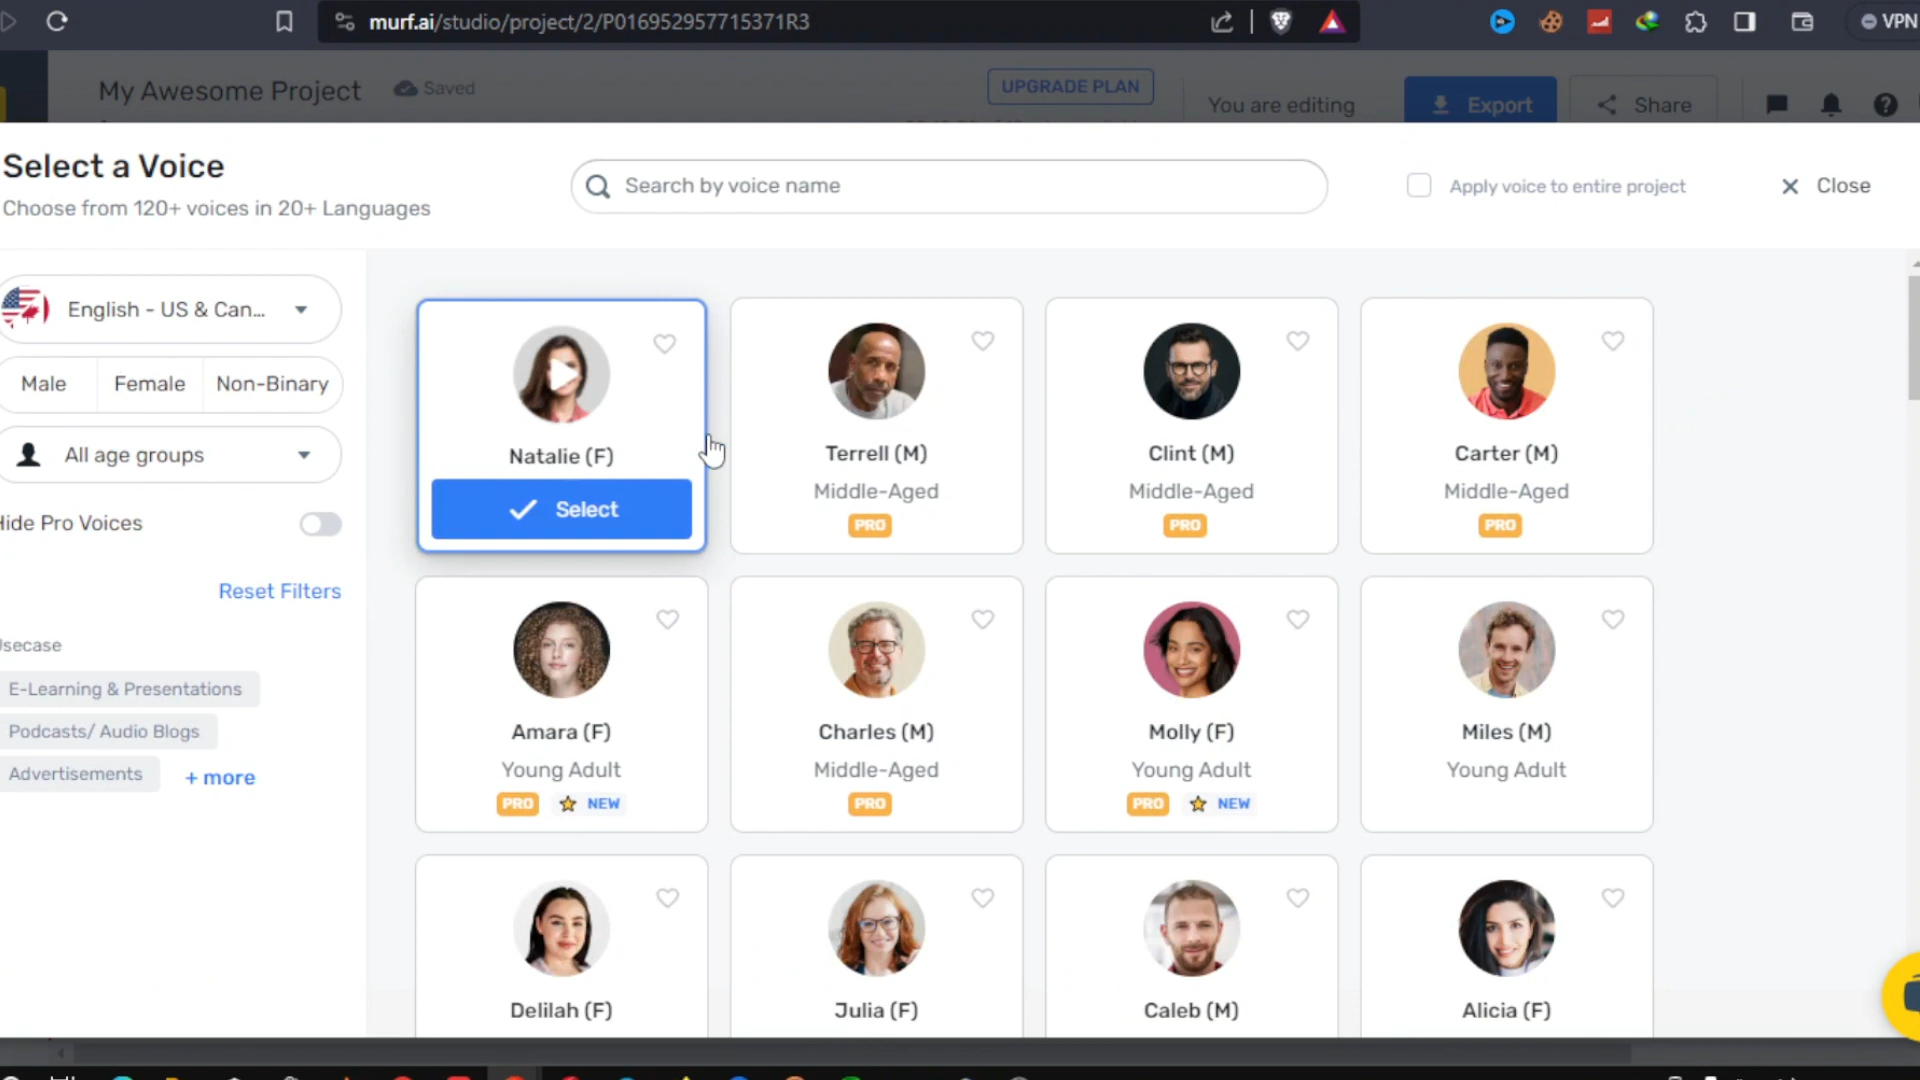 murf.ai/studio/project/2/P016952957715371R3
VPN
My Awesome Project
Saved
UPGRADE PLAN
You are editing
Export
Share
Select a Voice
Choose from 120+ voices in 20+ Languages
Search by voice name
Apply voice to entire project
Close
English - US & Can...
Male
Female
Non-Binary
All age groups
Hide Pro Voices
Reset Filters
Usecase
E-Learning & Presentations
Podcasts/ Audio Blogs
Advertisements
+ more
Natalie (F)
Select
Terrell (M)
Middle-Aged
PRO
Clint (M)
Middle-Aged
PRO
Carter (M)
Middle-Aged
PRO
Amara (F)
Young Adult
PRO
NEW
Charles (M)
Middle-Aged
PRO
Molly (F)
Young Adult
PRO
NEW
Miles (M)
Young Adult
Delilah (F)
Julia (F)
Caleb (M)
Alicia (F)